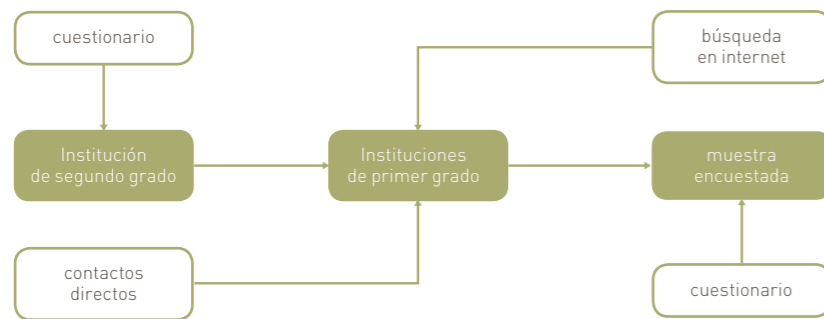 cuestionario
búsqueda
en internet
Institución
de segundo grado
Instituciones
de primer grado
muestra
encuestada
contactos
directos
cuestionario